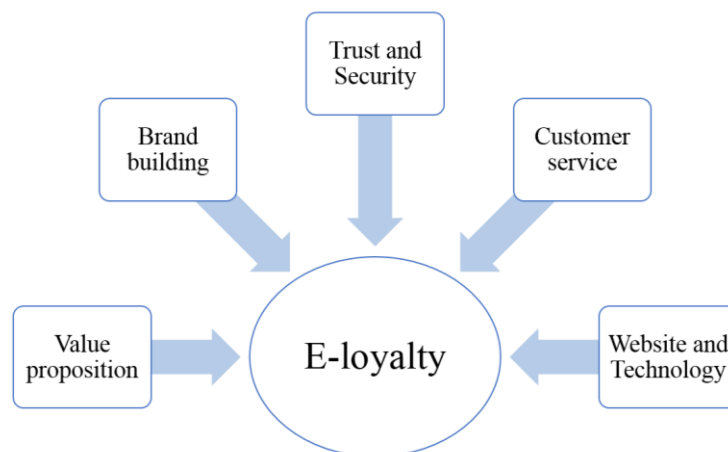 Trust and
Security
Brand
building
Customer
service
Value
proposition
E-loyalty
Website and
Technology